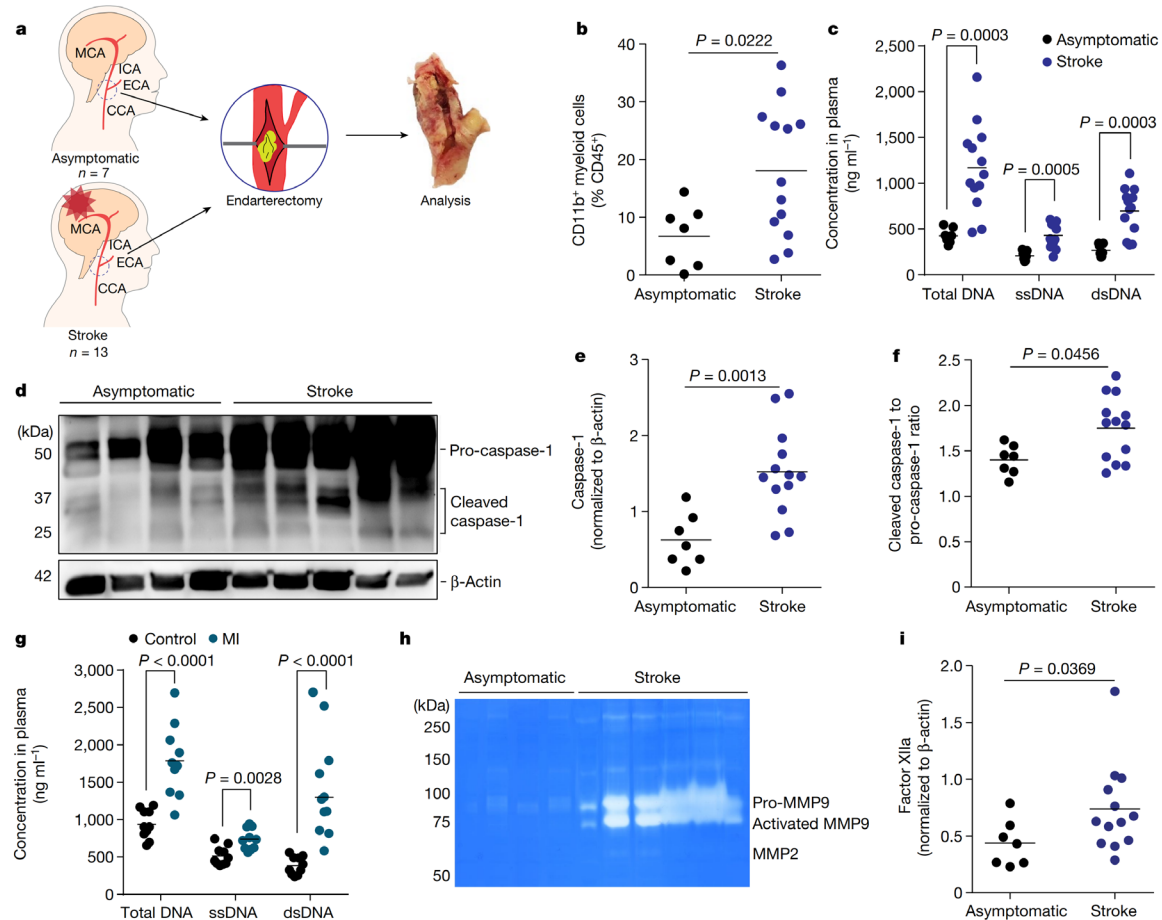 a
MCA
ICA
ECA
CCA
Asymptomatic
n = 7
MCA
ICA
ECA
CCA
Stroke
n = 13
Endarterectomy
Analysis
b
CD11b⁺ myeloid cells
(% CD45⁺)
40
30
20
10
0
P = 0.0222
Asymptomatic
Stroke
c
Asymptomatic
Stroke
Concentration in plasma
(ng ml⁻¹)
2,500
2,000
1,500
1,000
500
0
P = 0.0003
P = 0.0005
P = 0.0003
Total DNA
ssDNA
dsDNA
d
Asymptomatic
Stroke
(kDa)
50
37
25
42
Pro-caspase-1
Cleaved
caspase-1
β-Actin
e
Caspase-1
(normalized to β-actin)
3
2
1
0
P = 0.0013
Asymptomatic
Stroke
f
Cleaved caspase-1 to
pro-caspase-1 ratio
2.5
2.0
1.5
1.0
0.5
0
P = 0.0456
Asymptomatic
Stroke
g
Control
MI
Concentration in plasma
(ng ml⁻¹)
3,000
2,500
2,000
1,500
1,000
500
0
P < 0.0001
P = 0.0028
P < 0.0001
Total DNA
ssDNA
dsDNA
h
Asymptomatic
Stroke
(kDa)
250
150
100
75
50
Pro-MMP9
Activated MMP9
MMP2
i
Factor XIIa
(normalized to β-actin)
2.0
1.5
1.0
0.5
0
P = 0.0369
Asymptomatic
Stroke